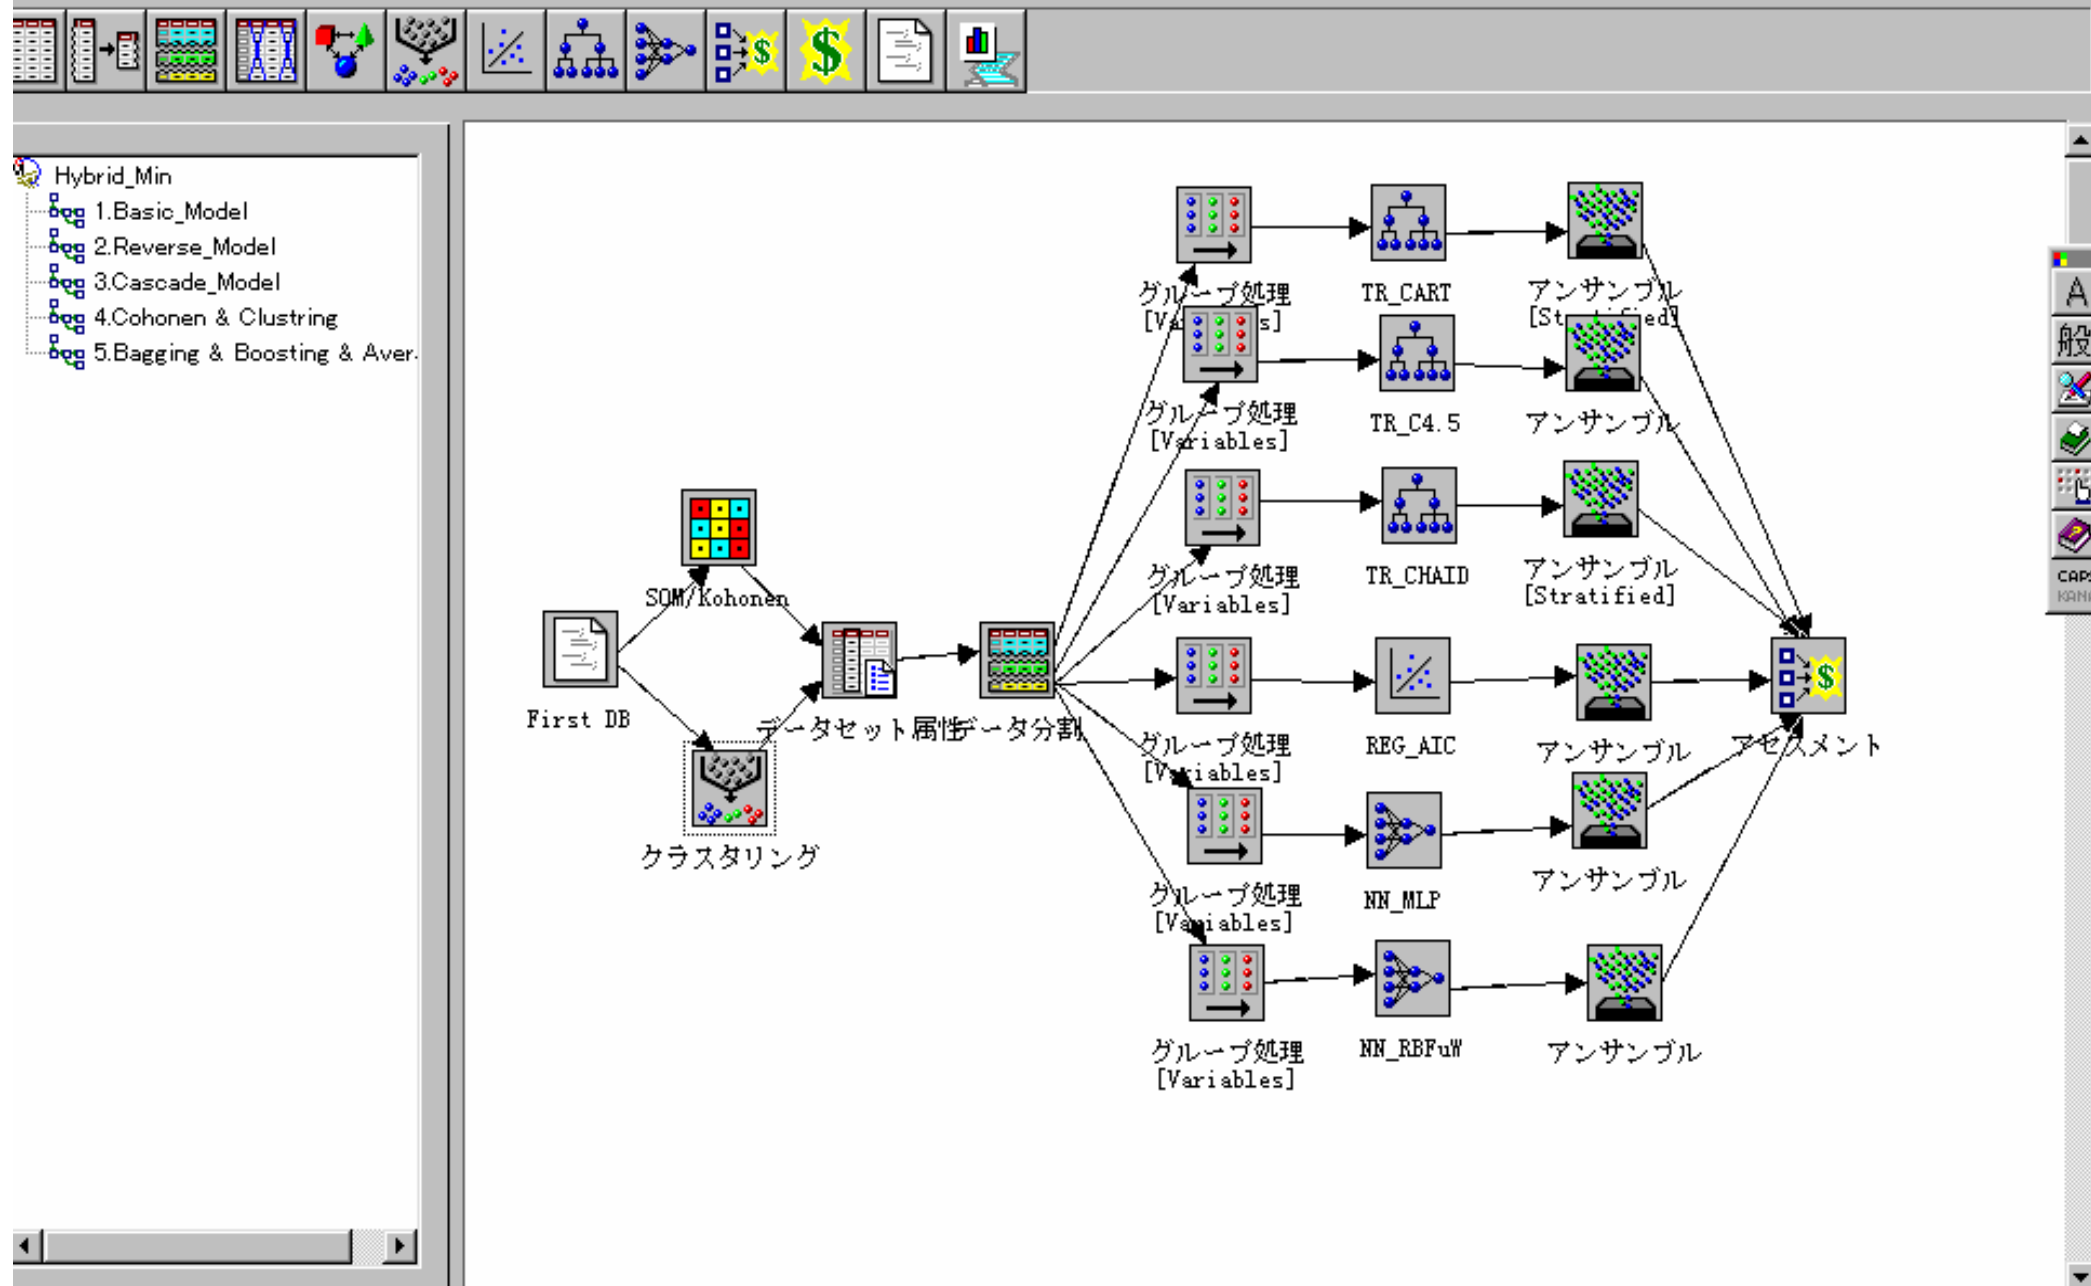 Hybrid_Min
1.Basic_Model
2.Reverse_Model
3.Cascade_Model
4.Cohonen & Clustring
5.Bagging & Boosting & Aver
グループ処理
TR_CART
アンサンブル
[Stratified]
グループ処理
[Variables]
TR_C4.5
アンサンブル
グループ処理
[Variables]
TR_CHAID
アンサンブル
[Stratified]
SOM/Kohonen
First DB
データセット属性
データ分割
クラスタリング
グループ処理
[Variables]
REG_AIC
アンサンブル
アセスメント
グループ処理
[Variables]
NN_MLP
アンサンブル
グループ処理
[Variables]
NN_RBFuW
アンサンブル
A
般
CAPS
KANA